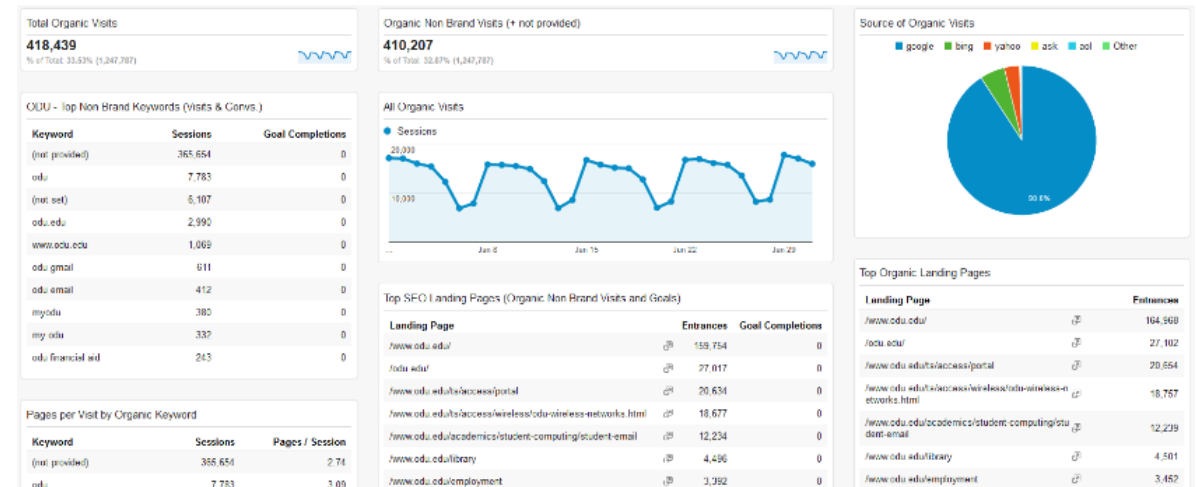 Total Organic Visits
418,439
% of Total: 33.53% (1,247,787)
ODU - Top Non Brand Keywords (Visits & Convs.)
Keyword Sessions Goal Completions
(not provided) 365,654 0
odu 7,783 0
(not set) 6,107 0
odu.edu 2,990 0
www.odu.edu 1,069 0
odu gmail 611 0
odu email 412 0
myodu 380 0
my odu 332 0
odu financial aid 243 0
Pages per Visit by Organic Keyword
Keyword Sessions Pages / Session
(not provided) 365,654 2.74
odu 7,783 3.09
Organic Non Brand Visits (+ not provided)
410,207
% of Total: 32.87% (1,247,787)
All Organic Visits
Sessions
20,000
10,000
... Jun 8 Jun 15 Jun 22 Jun 29
Top SEO Landing Pages (Organic Non Brand Visits and Goals)
Landing Page Entrances Goal Completions
/www.odu.edu/ 159,754 0
/odu.edu/ 27,017 0
/www.odu.edu/ts/access/portal 20,634 0
/www.odu.edu/ts/access/wireless/odu-wireless-networks.html 18,677 0
/www.odu.edu/academics/student-computing/student-email 12,234 0
/www.odu.edu/library 4,496 0
/www.odu.edu/employment 3,392 0
Source of Organic Visits
google bing yahoo ask aol Other
90.8%
Top Organic Landing Pages
Landing Page Entrances
/www.odu.edu/ 164,968
/odu.edu/ 27,102
/www.odu.edu/ts/access/portal 20,654
/www.odu.edu/ts/access/wireless/odu-wireless-n
etworks.html 18,757
/www.odu.edu/academics/student-computing/stu
dent-email 12,239
/www.odu.edu/library 4,501
/www.odu.edu/employment 3,452